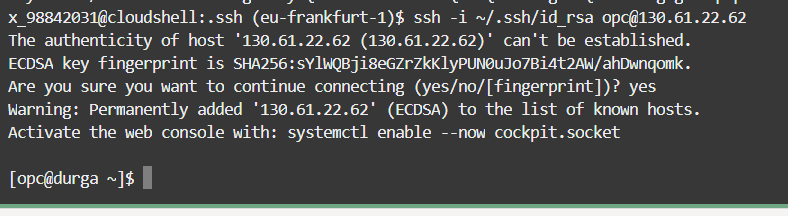 x_98842031@cloudshell:.ssh (eu-frankfurt-1)$ ssh -i ~/.ssh/id_rsa opc@130.61.22.62
The authenticity of host '130.61.22.62 (130.61.22.62)' can't be established.
ECDSA key fingerprint is SHA256:sYlWQBji8eGZrZkKlyPUN0uJo7Bi4t2AW/ahDwnqomk.
Are you sure you want to continue connecting (yes/no/[fingerprint])? yes
Warning: Permanently added '130.61.22.62' (ECDSA) to the list of known hosts.
Activate the web console with: systemctl enable --now cockpit.socket
[opc@durga ~]$